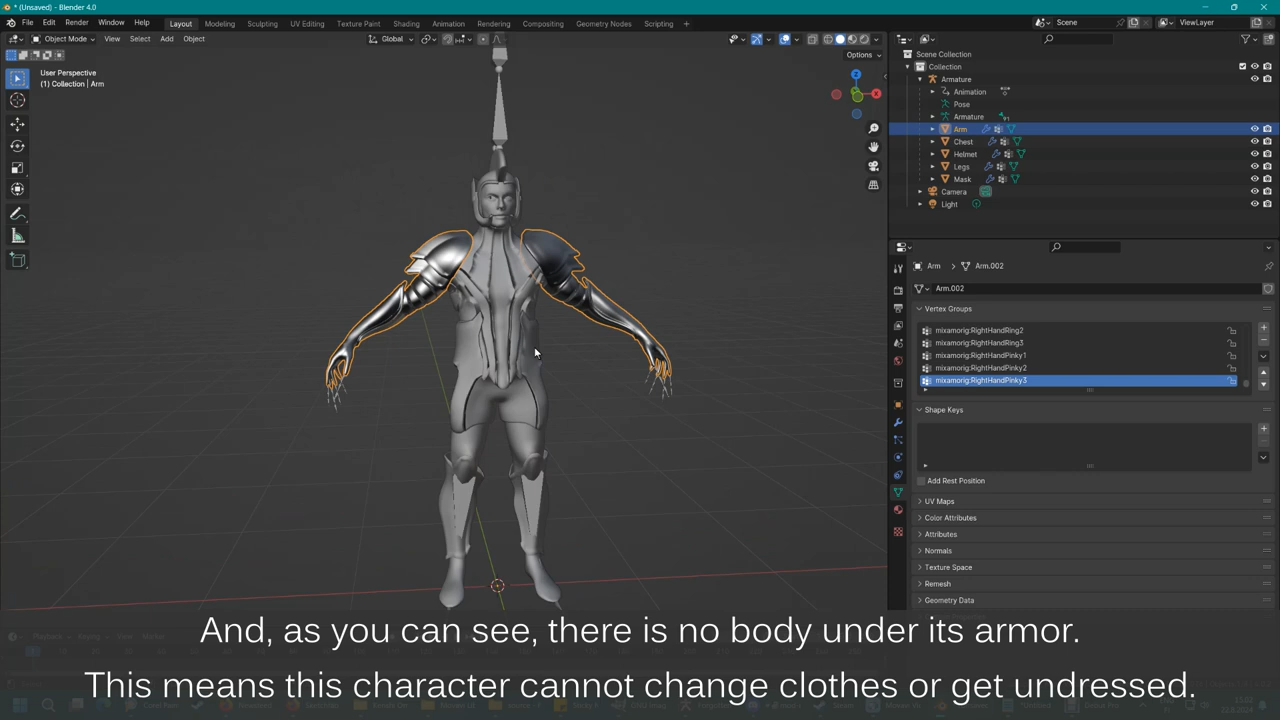 * (Unsaved) - Blender 4.0
File Edit Render Window Help
Layout Modeling Sculpting UV Editing Texture Paint Shading Animation Rendering Compositing Geometry Nodes Scripting +
Scene
ViewLayer
Object Mode View Select Add Object
Global
Options
User Perspective
(1) Collection | Arm
Z
X
Scene Collection
Collection
Armature
Animation
Pose
Armature
Arm
Chest
Helmet
Legs
Mask
Camera
Light
Arm > Arm.002
Arm.002
Vertex Groups
mixamorig:RightHandRing2
mixamorig:RightHandRing3
mixamorig:RightHandPinky1
mixamorig:RightHandPinky2
mixamorig:RightHandPinky3
Shape Keys
Add Rest Position
UV Maps
Color Attributes
Attributes
Normals
Texture Space
Remesh
Geometry Data
And, as you can see, there is no body under its armor.
This means this character cannot change clothes or get undressed.